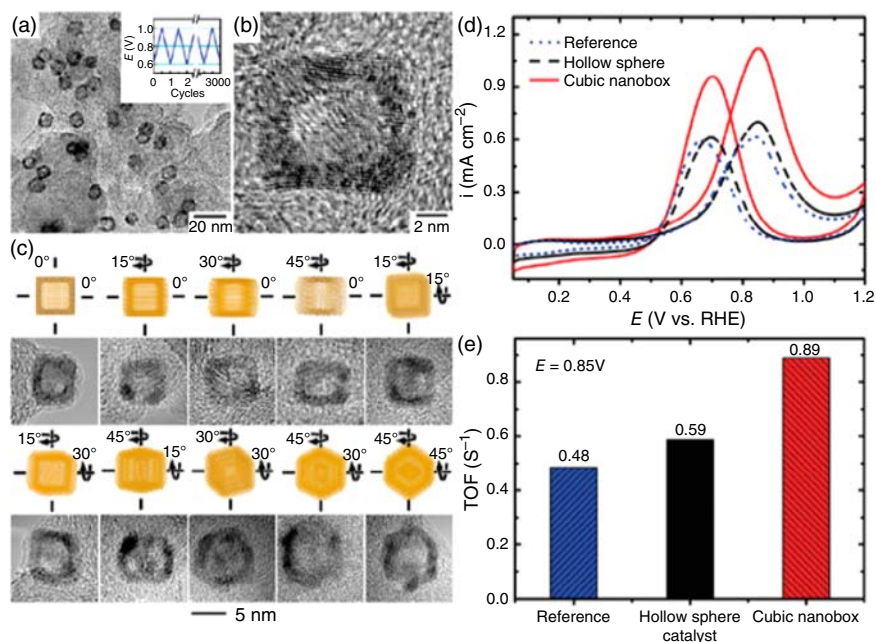 (a)
E (V)
1.0
0.8
0.6
0 1 2 3000
Cycles
20 nm
(b)
2 nm
(c)
0° 15° 30° 45° 15°
0° 0° 0° 0° 15°
15° 45° 30° 45° 45°
30° 15° 30° 30° 45°
5 nm
(d)
i (mA cm⁻²)
1.2
0.9
0.6
0.3
0.0
Reference
Hollow sphere
Cubic nanobox
0.2 0.4 0.6 0.8 1.0 1.2
E (V vs. RHE)
(e)
TOF (S⁻¹)
0.8
0.6
0.4
0.2
0.0
E = 0.85V
0.48
0.59
0.89
Reference
Hollow sphere
catalyst
Cubic nanobox